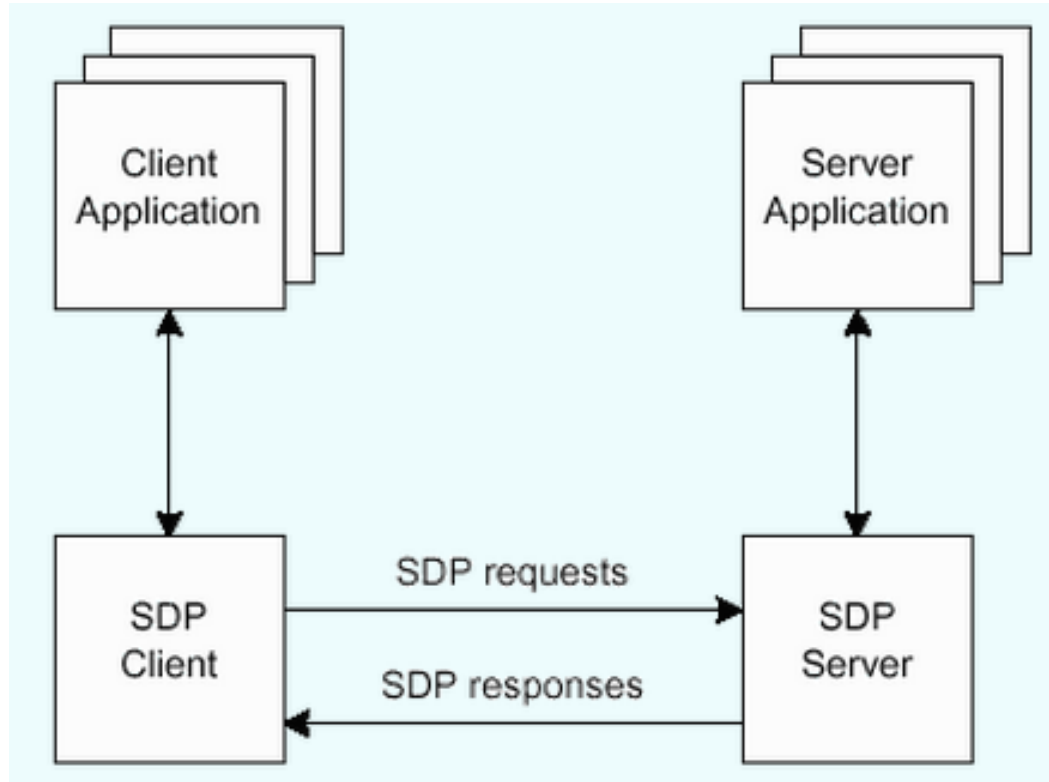 Client
Application
Server
Application
SDP requests
SDP
Client
SDP
Server
SDP responses